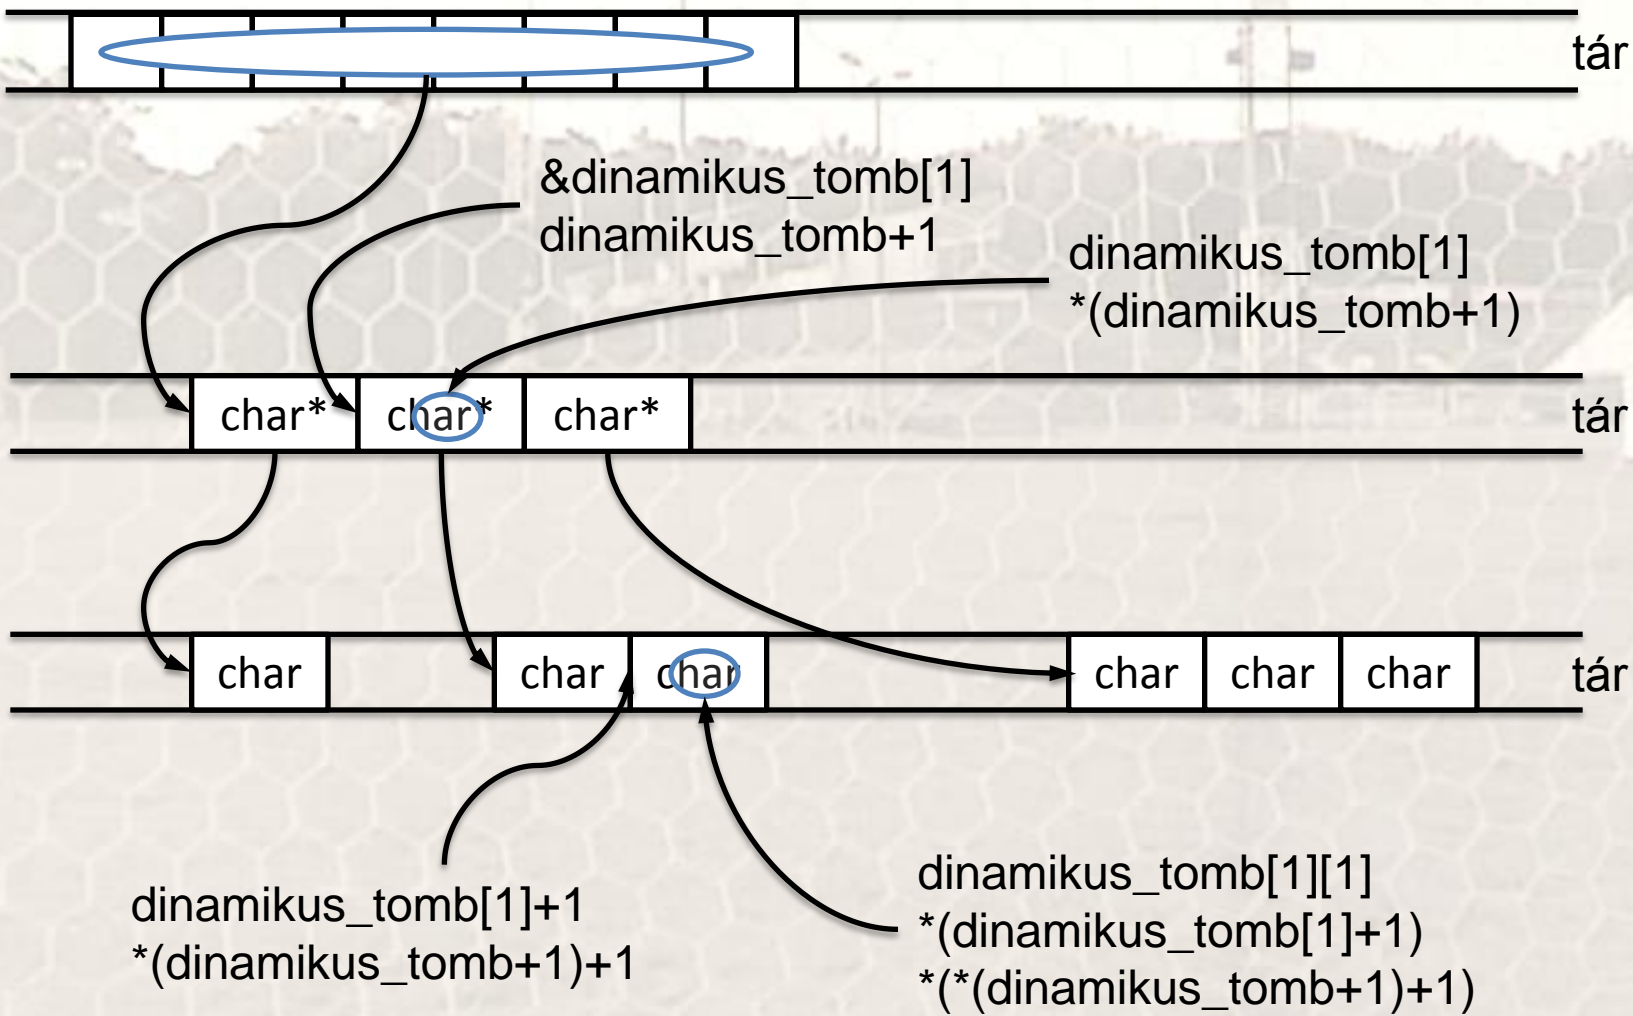 tár
&dinamikus_tomb[1]
dinamikus_tomb+1
dinamikus_tomb[1]
*(dinamikus_tomb+1)
char* char* char* tár
char char char char char char tár
dinamikus_tomb[1]+1
*(dinamikus_tomb+1)+1
dinamikus_tomb[1][1]
*(dinamikus_tomb[1]+1)
*(*(dinamikus_tomb+1)+1)